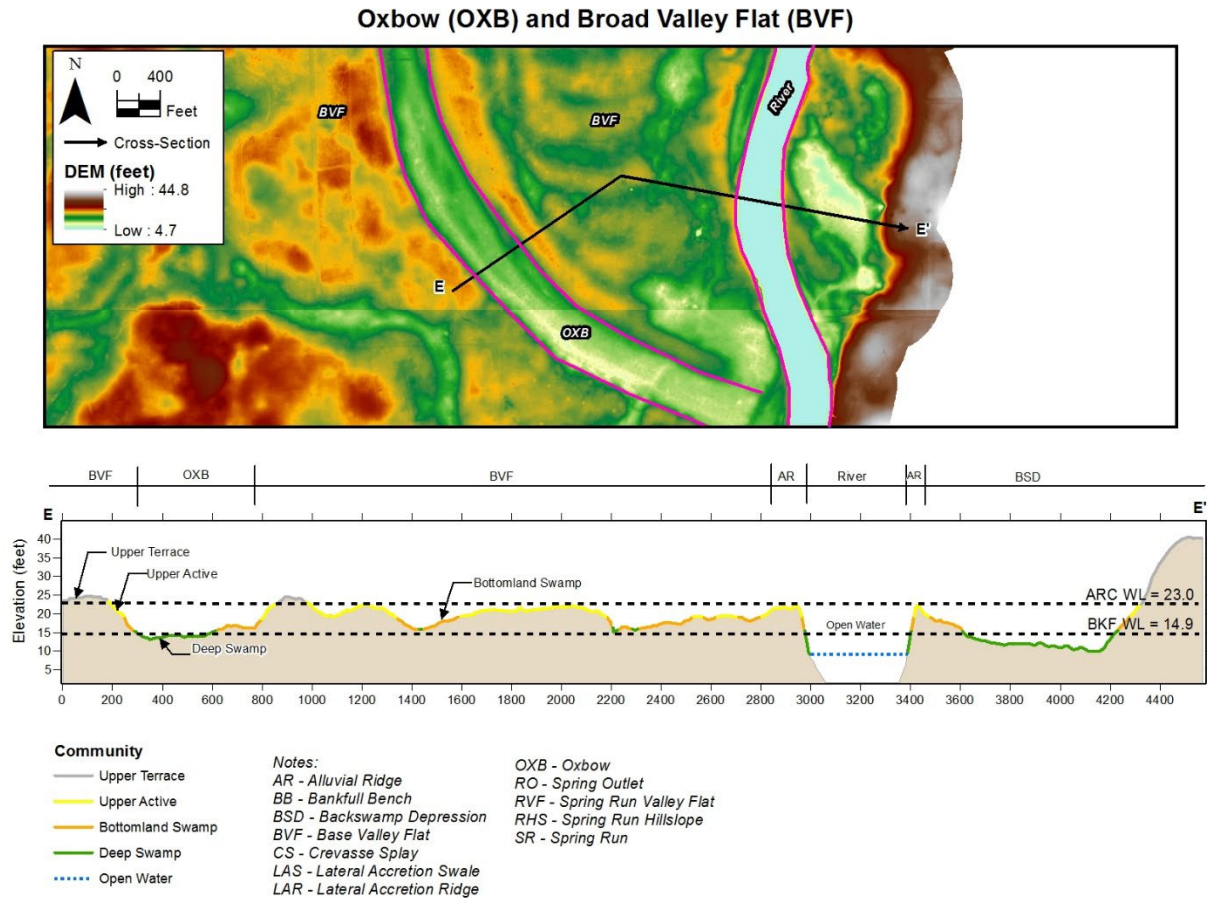 Oxbow (OXB) and Broad Valley Flat (BVF)
N
0 400
Feet
Cross-Section
DEM (feet)
High : 44.8
Low : 4.7
BVF
BVF
River
E
E'
OXB
BVF OXB BVF AR River AR BSD
E E'
Elevation (feet)
40
35
30
25
20
15
10
5
Upper Terrace
Upper Active
Deep Swamp
Bottomland Swamp
Open Water
ARC WL = 23.0
BKF WL = 14.9
0 200 400 600 800 1000 1200 1400 1600 1800 2000 2200 2400 2600 2800 3000 3200 3400 3600 3800 4000 4200 4400
Community
Upper Terrace
Upper Active
Bottomland Swamp
Deep Swamp
Open Water
Notes:
AR - Alluvial Ridge
BB - Bankfull Bench
BSD - Backswamp Depression
BVF - Base Valley Flat
CS - Crevasse Splay
LAS - Lateral Accretion Swale
LAR - Lateral Accretion Ridge
OXB - Oxbow
RO - Spring Outlet
RVF - Spring Run Valley Flat
RHS - Spring Run Hillslope
SR - Spring Run